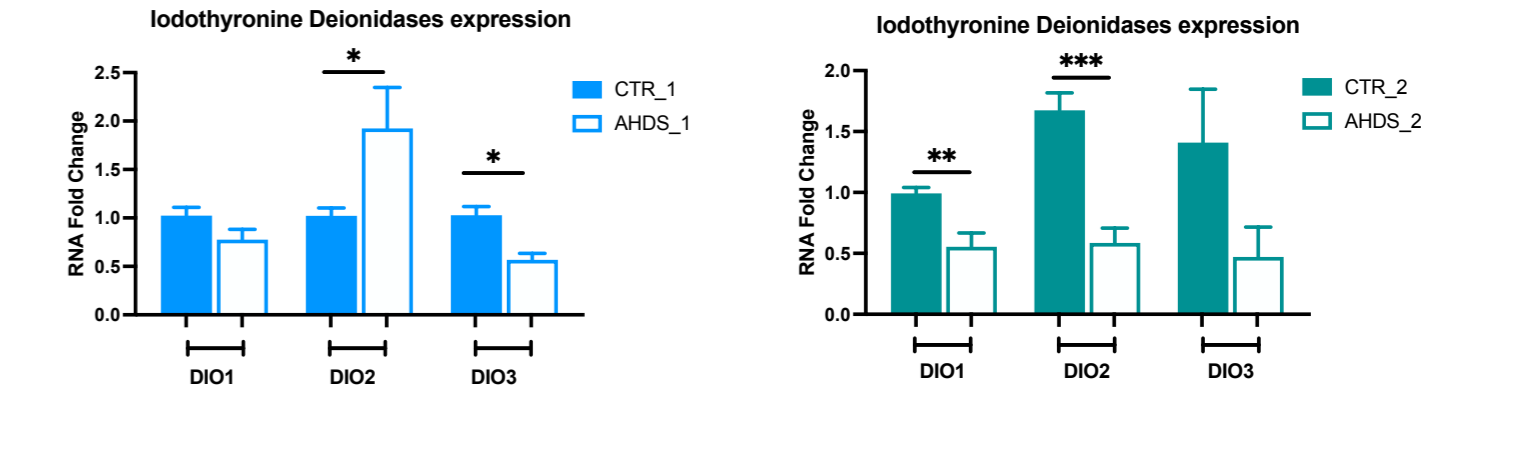 Iodothyronine Deionidases expression
*
2.5
2.0
1.5
1.0
0.5
0.0
RNA Fold Change
*
CTR_1
AHDS_1
DIO1 DIO2 DIO3
Iodothyronine Deionidases expression
***
2.0
1.5
1.0
0.5
0.0
RNA Fold Change
**
CTR_2
AHDS_2
DIO1 DIO2 DIO3